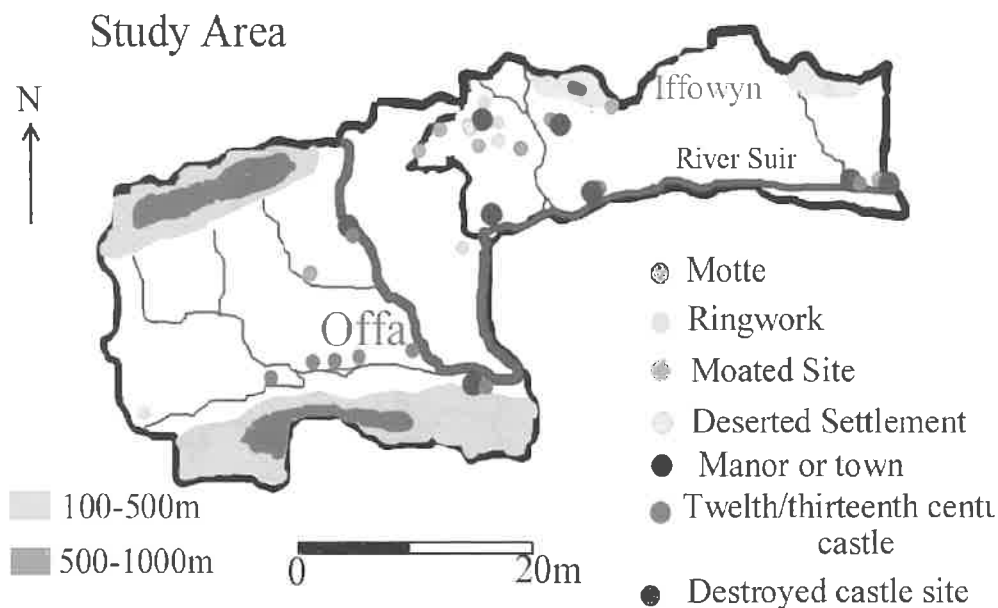 Study Area
N
Iffowyn
River Suir
Offa
Motte
Ringwork
Moated Site
Deserted Settlement
Manor or town
Twelth/thirteenth centu
castle
Destroyed castle site
100-500m
500-1000m
0 20m